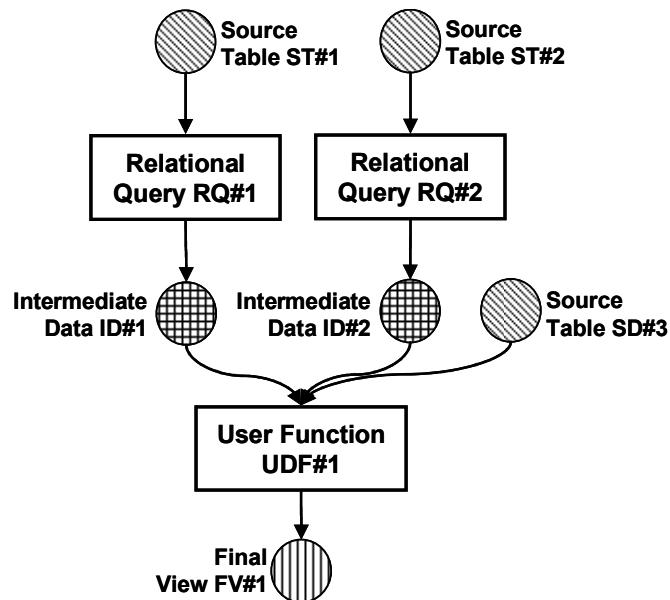 Source
Table ST#1
Source
Table ST#2
Relational
Query RQ#1
Relational
Query RQ#2
Intermediate
Data ID#1
Intermediate
Data ID#2
Source
Table SD#3
User Function
UDF#1
Final
View FV#1